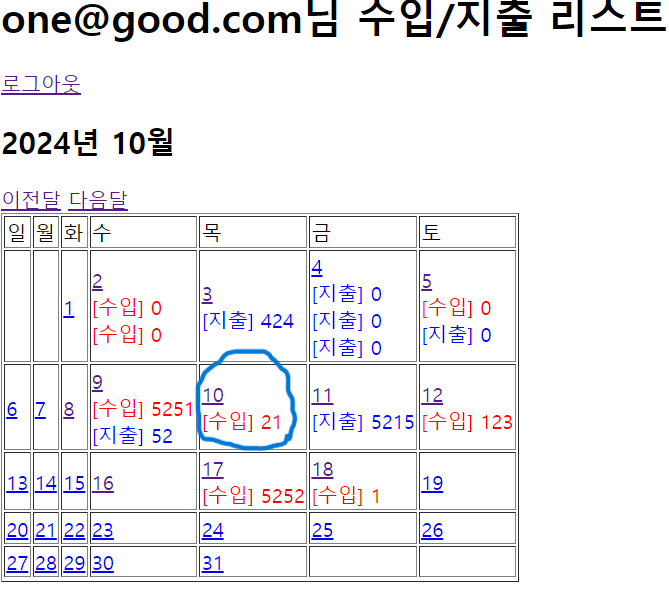 one@good.com님 수입/지출 리스트
로그아웃
2024년 10월
이전달 다음달
일 월 화 수 목 금 토
1
2
[수입] 0
[수입] 0
3
[지출] 424
4
[지출] 0
[지출] 0
[지출] 0
5
[수입] 0
[지출] 0
6
7
8
9
[수입] 5251
[지출] 52
10
[수입] 21
11
[지출] 5215
12
[수입] 123
13
14
15
16
17
[수입] 5252
18
[수입] 1
19
20 21 22 23 24 25 26
27 28 29 30 31